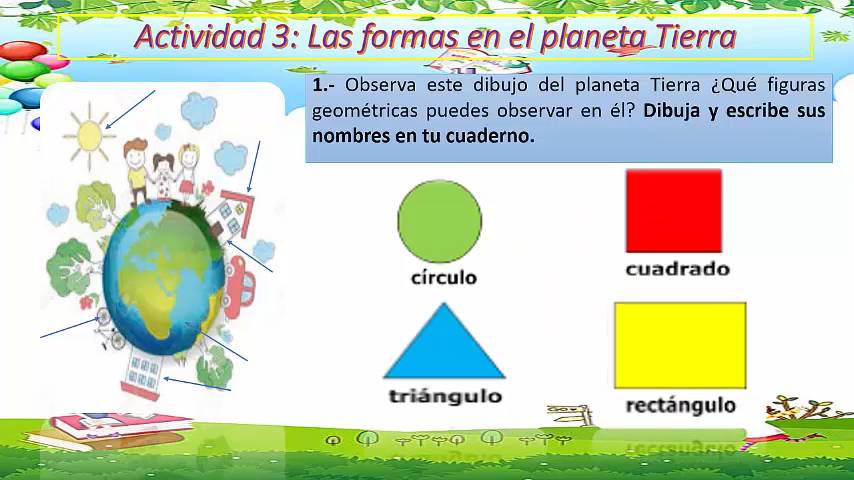 Actividad 3: Las formas en el planeta Tierra
1.- Observa este dibujo del planeta Tierra ¿Qué figuras
geométricas puedes observar en él? Dibuja y escribe sus
nombres en tu cuaderno.
círculo
cuadrado
triángulo
rectángulo